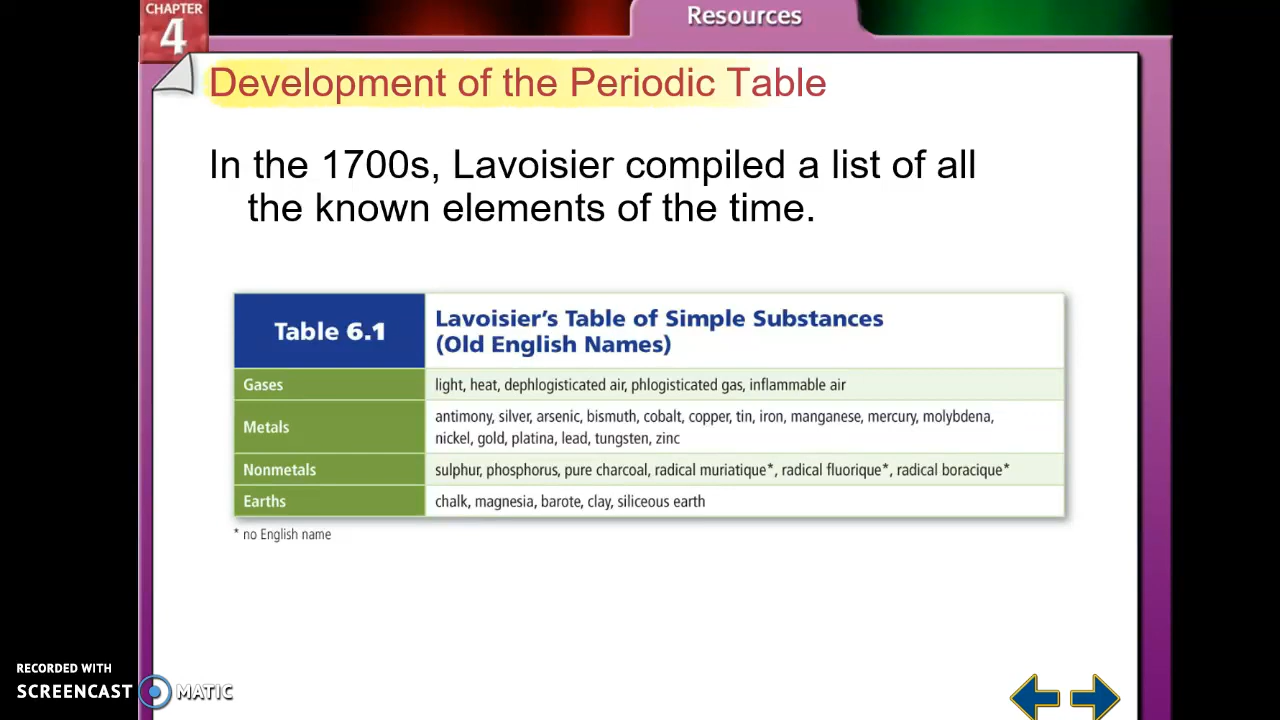 CHAPTER
4
Resources
Development of the Periodic Table
In the 1700s, Lavoisier compiled a list of all
the known elements of the time.
Table 6.1
Lavoisier's Table of Simple Substances
(Old English Names)
Gases
light, heat, dephlogisticated air, phlogisticated gas, inflammable air
Metals
antimony, silver, arsenic, bismuth, cobalt, copper, tin, iron, manganese, mercury, molybdena,
nickel, gold, platina, lead, tungsten, zinc
Nonmetals
sulphur, phosphorus, pure charcoal, radical muriatique*, radical fluorique*, radical boracique*
Earths
chalk, magnesia, barote, clay, siliceous earth
* no English name
RECORDED WITH
SCREENCAST MATIC